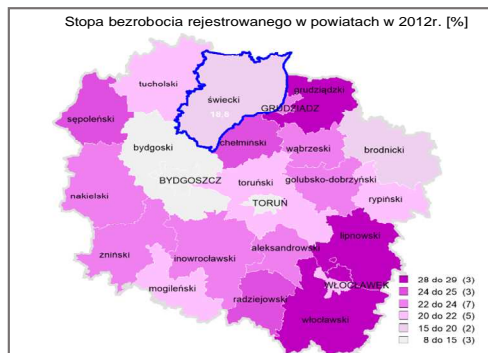 Stopa bezrobocia rejestrowanego w powiatach w 2012r. [%]
tucholski
świecki
grudziądzki
GRUDZIĄDZ
sępoleński
chełmiński
bydgoski
wąbrzeski
brodnicki
BYDGOSZCZ
toruński
golubsko-dobrzyński
nakielski
TORUŃ
rypiński
lipnowski
żniński
inowrocławski
aleksandrowski
mogileński
radziejowski
WŁOCŁAWEK
włocławski
28 do 29 (3)
24 do 25 (3)
22 do 24 (7)
20 do 22 (5)
15 do 20 (2)
8 do 15 (3)